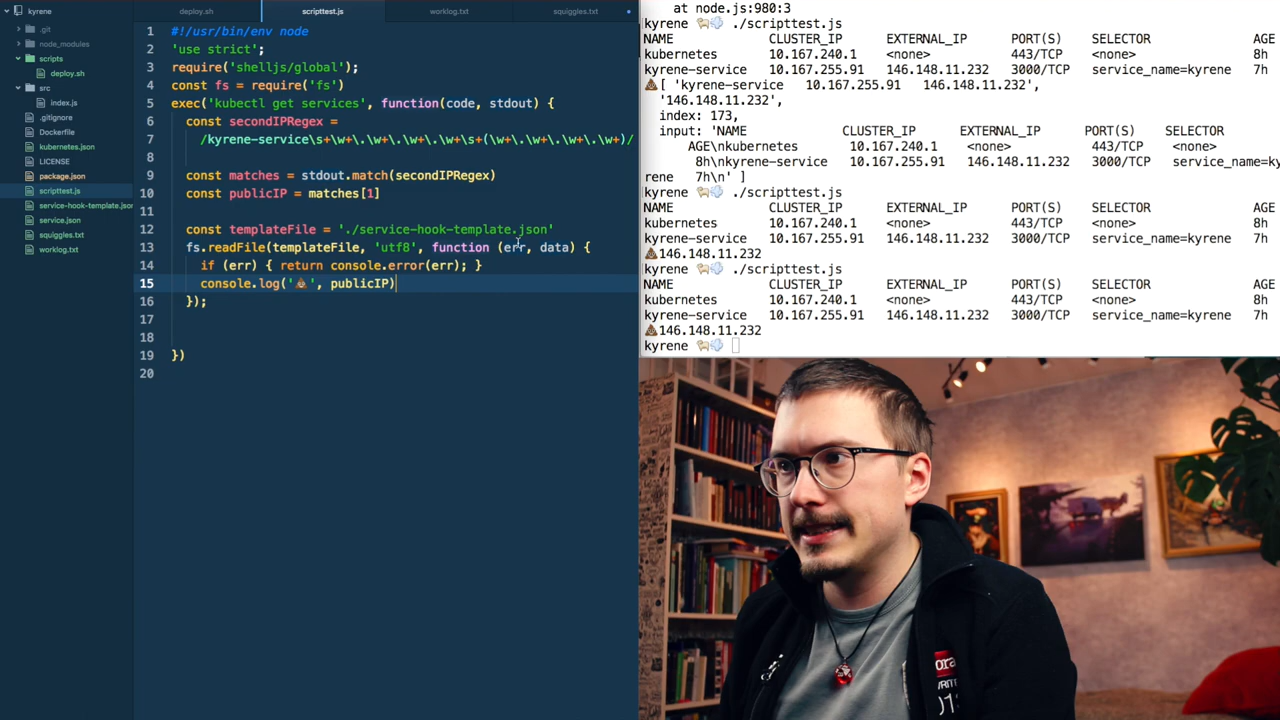 kyrene
.git
node_modules
scripts
deploy.sh
src
index.js
.gitignore
Dockerfile
kubernetes.json
LICENSE
package.json
scripttest.js
service-hook-template.json
service.json
squiggles.txt
worklog.txt
deploy.sh
scripttest.js
worklog.txt
squiggles.txt
1 #!/usr/bin/env node
2 'use strict';
3 require('shelljs/global');
4 const fs = require('fs')
5 exec('kubectl get services', function(code, stdout) {
6 const secondIPRegex =
7 /kyrene-service\s+\w+\.\w+\.\w+\.\w+\s+(\w+\.\w+\.\w+\.\w+)/
8
9 const matches = stdout.match(secondIPRegex)
10 const publicIP = matches[1]
11
12 const templateFile = './service-hook-template.json'
13 fs.readFile(templateFile, 'utf8', function (err, data) {
14 if (err) { return console.error(err); }
15 console.log('💩', publicIP)
16 });
17
18
19 })
20
at node.js:980:3
kyrene 🐑💨 ./scripttest.js
NAME CLUSTER_IP EXTERNAL_IP PORT(S) SELECTOR AGE
kubernetes 10.167.240.1 <none> 443/TCP <none> 8h
kyrene-service 10.167.255.91 146.148.11.232 3000/TCP service_name=kyrene 7h
💩[ 'kyrene-service 10.167.255.91 146.148.11.232',
'146.148.11.232',
index: 173,
input: 'NAME CLUSTER_IP EXTERNAL_IP PORT(S) SELECTOR
AGE\nkubernetes 10.167.240.1 <none> 443/TCP <none>
8h\nkyrene-service 10.167.255.91 146.148.11.232 3000/TCP service_name=ky
rene 7h\n' ]
kyrene 🐑💨 ./scripttest.js
NAME CLUSTER_IP EXTERNAL_IP PORT(S) SELECTOR AGE
kubernetes 10.167.240.1 <none> 443/TCP <none> 8h
kyrene-service 10.167.255.91 146.148.11.232 3000/TCP service_name=kyrene 7h
💩146.148.11.232
kyrene 🐑💨 ./scripttest.js
NAME CLUSTER_IP EXTERNAL_IP PORT(S) SELECTOR AGE
kubernetes 10.167.240.1 <none> 443/TCP <none> 8h
kyrene-service 10.167.255.91 146.148.11.232 3000/TCP service_name=kyrene 7h
💩146.148.11.232
kyrene 🐑💨